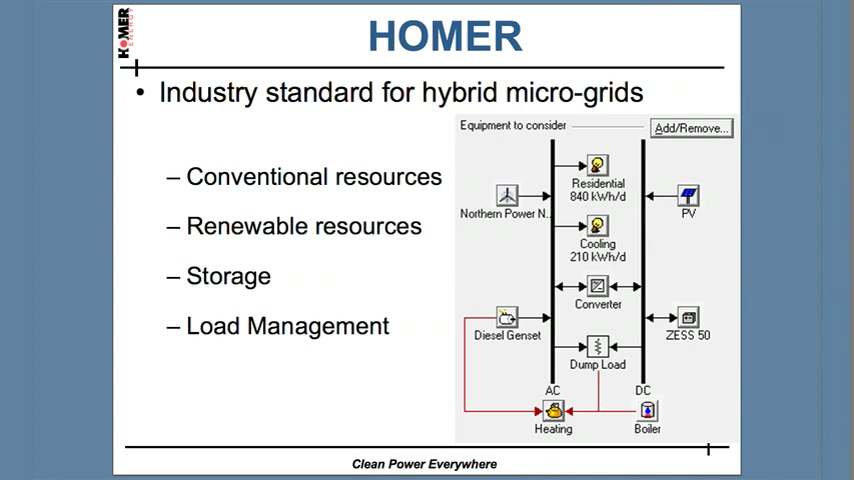 HOMER
ENERGY
HOMER
• Industry standard for hybrid micro-grids
– Conventional resources
– Renewable resources
– Storage
– Load Management
Equipment to consider
Add/Remove...
Residential
840 kWh/d
Northern Power N..
PV
Cooling
210 kWh/d
Converter
Diesel Genset
ZESS 50
Dump Load
AC
DC
Heating
Boiler
Clean Power Everywhere